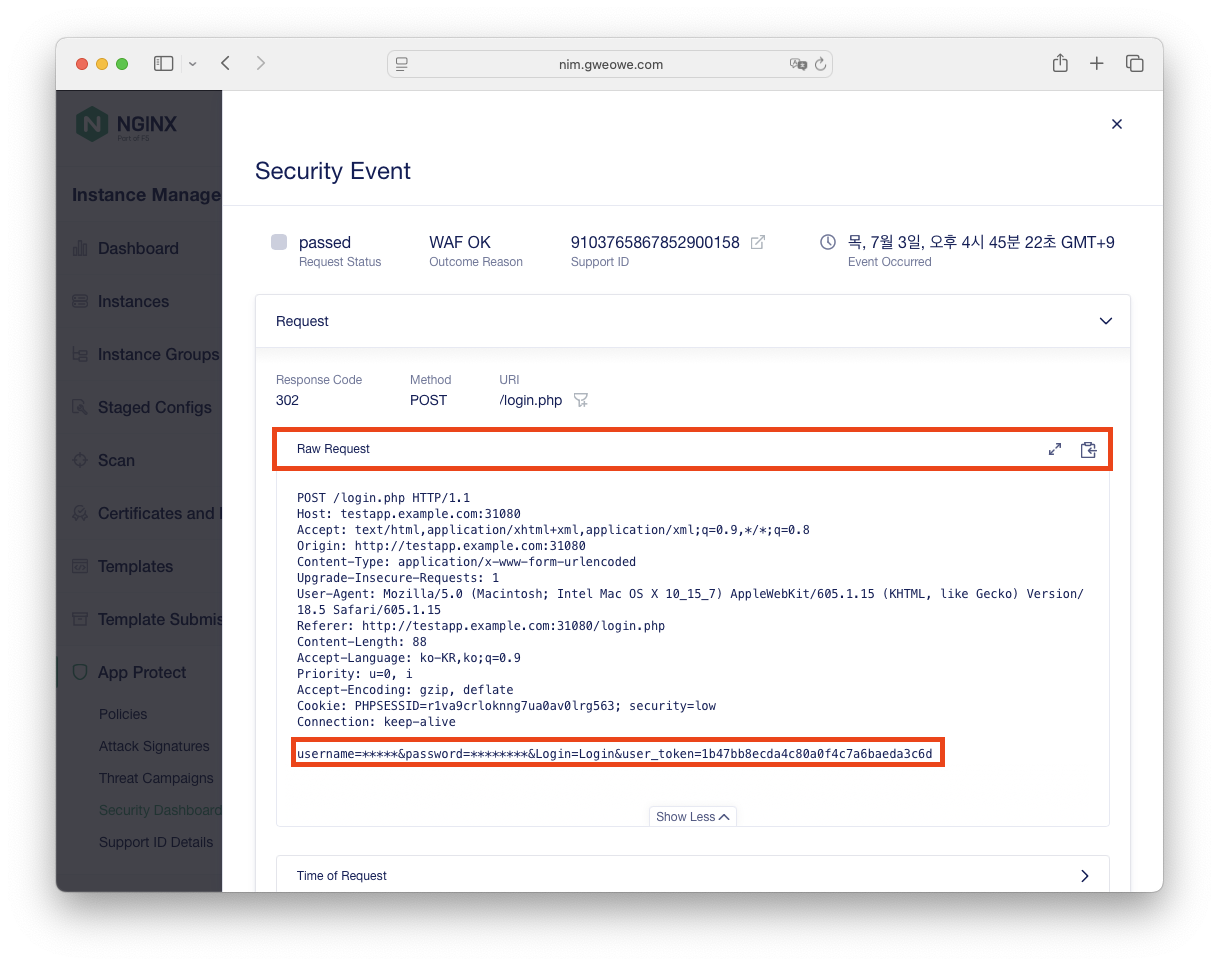 nim.gweowe.com
NGINX
Part of F5
Instance Manage
Dashboard
Instances
Instance Groups
Staged Configs
Scan
Certificates and
Templates
Template Submis
App Protect
Policies
Attack Signatures
Threat Campaigns
Security Dashboard
Support ID Details
Security Event
passed
Request Status
WAF OK
Outcome Reason
9103765867852900158
Support ID
목, 7월 3일, 오후 4시 45분 22초 GMT+9
Event Occurred
Request
Response Code
302
Method
POST
URI
/login.php
Raw Request
POST /login.php HTTP/1.1
Host: testapp.example.com:31080
Accept: text/html,application/xhtml+xml,application/xml;q=0.9,*/*;q=0.8
Origin: http://testapp.example.com:31080
Content-Type: application/x-www-form-urlencoded
Upgrade-Insecure-Requests: 1
User-Agent: Mozilla/5.0 (Macintosh; Intel Mac OS X 10_15_7) AppleWebKit/605.1.15 (KHTML, like Gecko) Version/
18.5 Safari/605.1.15
Referer: http://testapp.example.com:31080/login.php
Content-Length: 88
Accept-Language: ko-KR,ko;q=0.9
Priority: u=0, i
Accept-Encoding: gzip, deflate
Cookie: PHPSESSID=r1va9crloknng7ua0av0lrg563; security=low
Connection: keep-alive
username=*****&password=********&Login=Login&user_token=1b47bb8ecda4c80a0f4c7a6baeda3c6d
Show Less
Time of Request